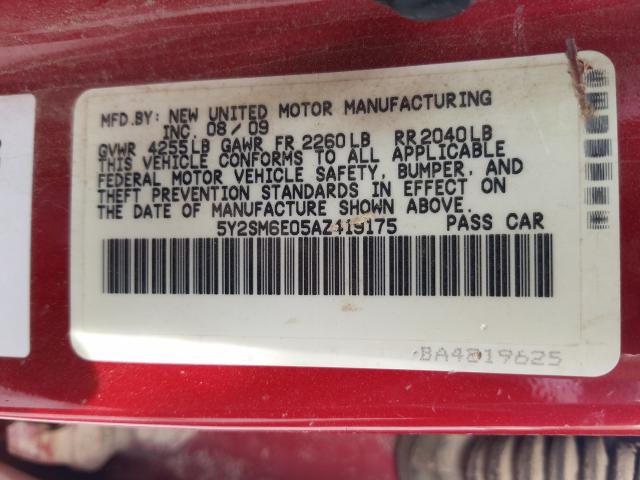 MFD.BY: NEW UNITED MOTOR MANUFACTURING
INC. 08/09
GVWR 4255LB GAWR FR 2260LB RR2040LB
THIS VEHICLE CONFORMS TO ALL APPLICABLE
FEDERAL MOTOR VEHICLE SAFETY, BUMPER, AND
THEFT PREVENTION STANDARDS IN EFFECT ON
THE DATE OF MANUFACTURE SHOWN ABOVE.
5Y2SM6E05AZ419175 PASS CAR
BA4819625